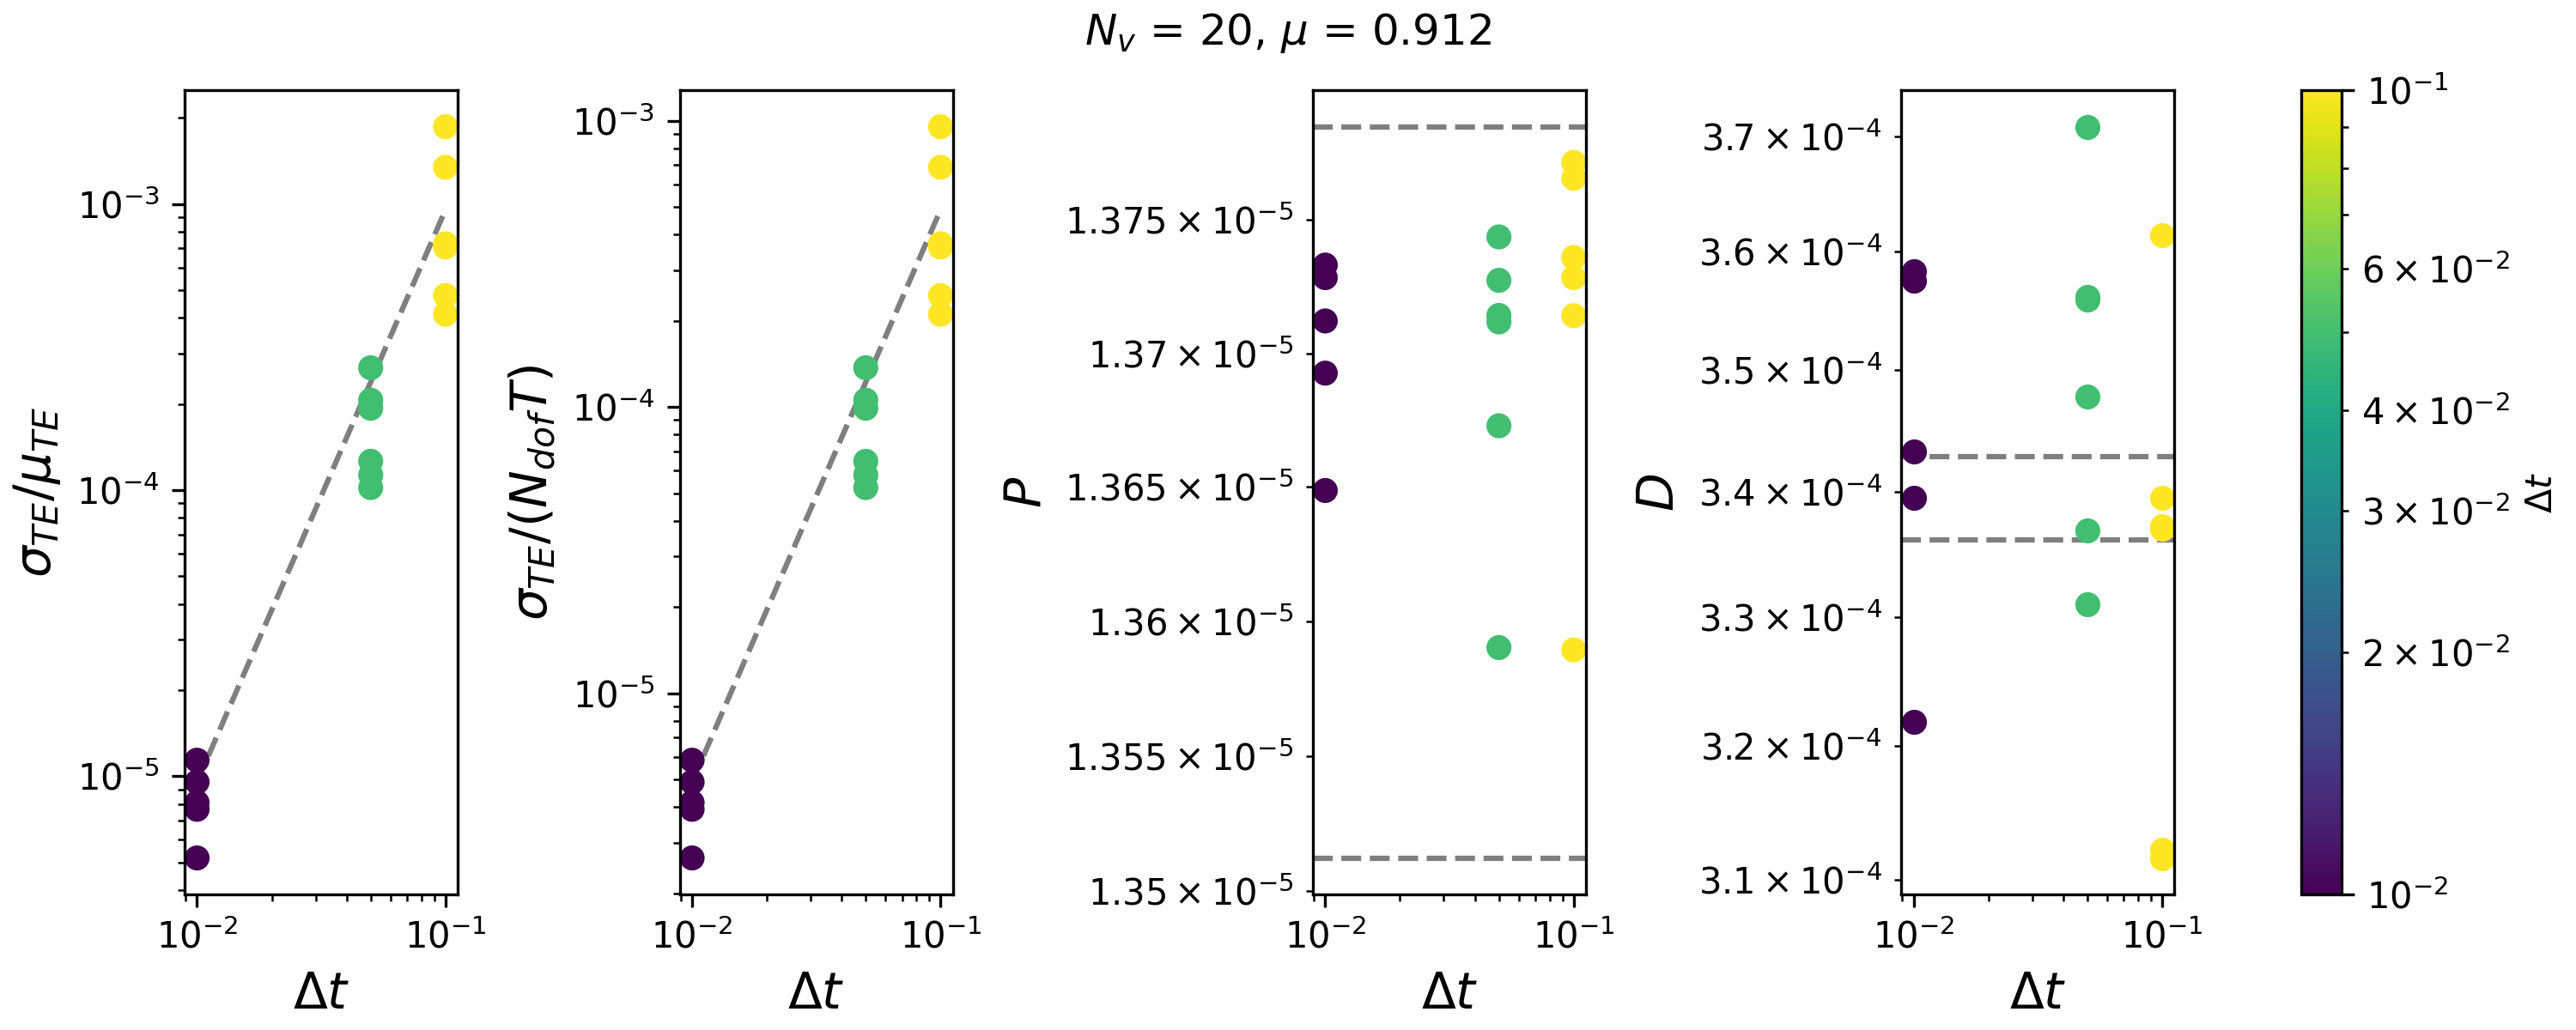 N_v = 20, μ = 0.912
σ_TE/μ_TE
10⁻³
10⁻⁴
10⁻⁵
10⁻²
10⁻¹
Δt
σ_TE/(N_dof T)
10⁻³
10⁻⁴
10⁻⁵
10⁻²
10⁻¹
Δt
P
1.375 × 10⁻⁵
1.37 × 10⁻⁵
1.365 × 10⁻⁵
1.36 × 10⁻⁵
1.355 × 10⁻⁵
1.35 × 10⁻⁵
10⁻²
10⁻¹
Δt
D
3.7 × 10⁻⁴
3.6 × 10⁻⁴
3.5 × 10⁻⁴
3.4 × 10⁻⁴
3.3 × 10⁻⁴
3.2 × 10⁻⁴
3.1 × 10⁻⁴
10⁻²
10⁻¹
Δt
10⁻¹
6 × 10⁻²
4 × 10⁻²
3 × 10⁻²
2 × 10⁻²
10⁻²
Δt